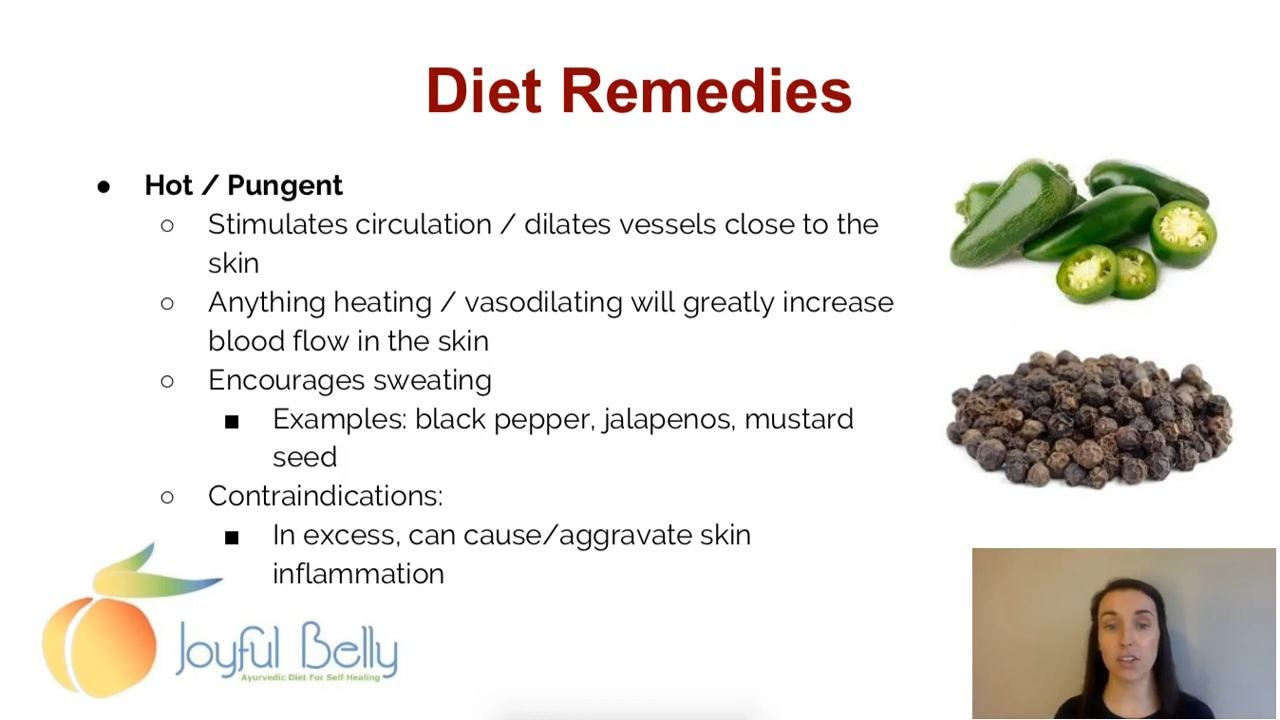 Diet Remedies
● Hot / Pungent
○ Stimulates circulation / dilates vessels close to the
skin
○ Anything heating / vasodilating will greatly increase
blood flow in the skin
○ Encourages sweating
■ Examples: black pepper, jalapenos, mustard
seed
○ Contraindications:
■ In excess, can cause/aggravate skin
inflammation
Joyful Belly
Ayurvedic Diet For Self Healing